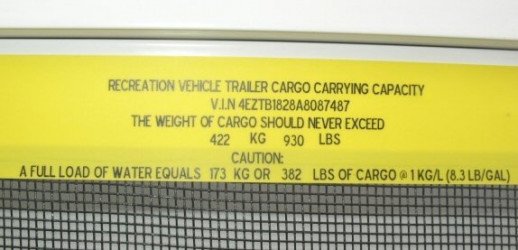 RECREATION VEHICLE TRAILER CARGO CARRYING CAPACITY
V.I.N 4EZTB1828A8087487
THE WEIGHT OF CARGO SHOULD NEVER EXCEED
422 KG 930 LBS
CAUTION:
A FULL LOAD OF WATER EQUALS 173 KG OR 382 LBS OF CARGO @ 1 KG/L (8.3 LB/GAL)